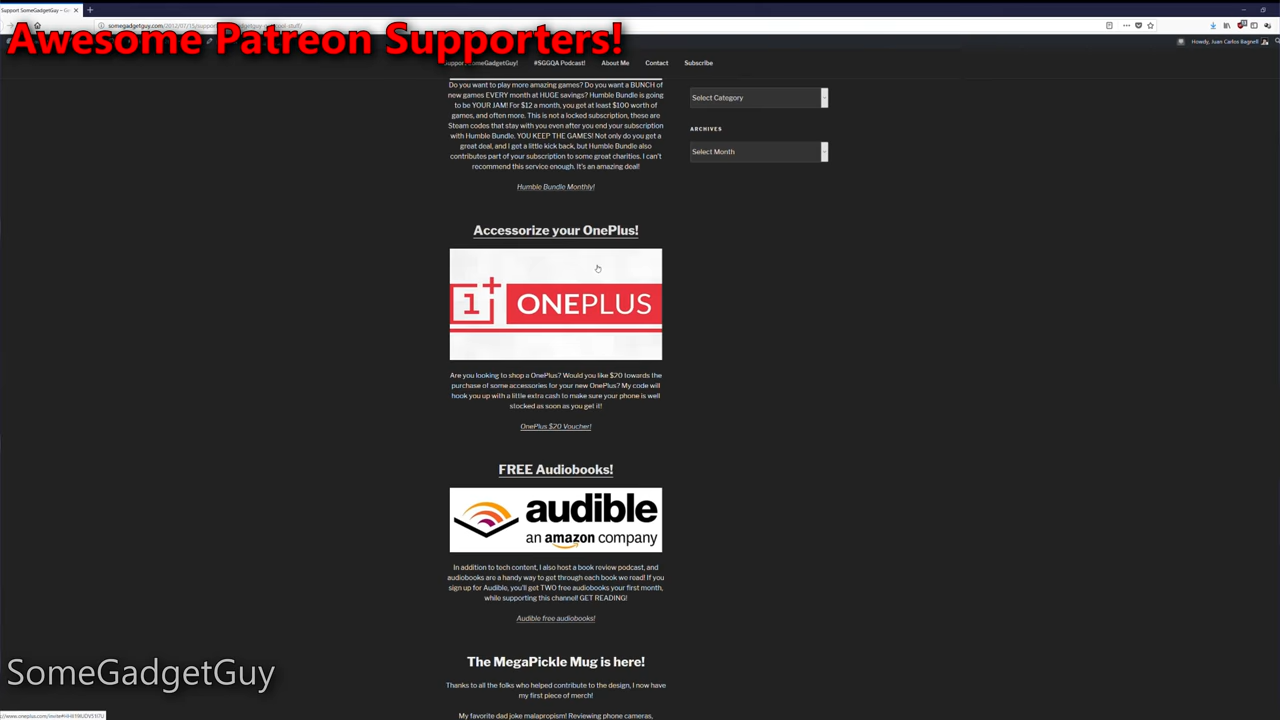 Support SomeGadgetGuy! – G
Awesome Patreon Supporters!
Howdy, Juan Carlos Bagnell
Support SomeGadgetGuy! #SGGQA Podcast! About Me Contact Subscribe
Do you want to play more amazing games? Do you want a BUNCH of
new games EVERY month at HUGE savings? Humble Bundle is going
to be YOUR JAM! For $12 a month, you get at least $100 worth of
games, and often more. This is not a locked subscription, these are
Steam codes that stay with you even after you end your subscription
with Humble Bundle. YOU KEEP THE GAMES! Not only do you get a
great deal, and I get a little kick back, but Humble Bundle also
contributes part of your subscription to some great charities. I can't
recommend this service enough. It's an amazing deal!
Humble Bundle Monthly!
Select Category
ARCHIVES
Select Month
Accessorize your OnePlus!
1+ ONEPLUS
Are you looking to shop a OnePlus? Would you like $20 towards the
purchase of some accessories for your new OnePlus? My code will
hook you up with a little extra cash to make sure your phone is well
stocked as soon as you get it!
OnePlus $20 Voucher!
FREE Audiobooks!
audible
an amazon company
In addition to tech content, I also host a book review podcast, and
audiobooks are a handy way to get through each book we read! If you
sign up for Audible, you'll get TWO free audiobooks your first month,
while supporting this channel! GET READING!
Audible free audiobooks!
The MegaPickle Mug is here!
Thanks to all the folks who helped contribute to the design, I now have
my first piece of merch!
My favorite dad joke malapropism! Reviewing phone cameras,
SomeGadgetGuy